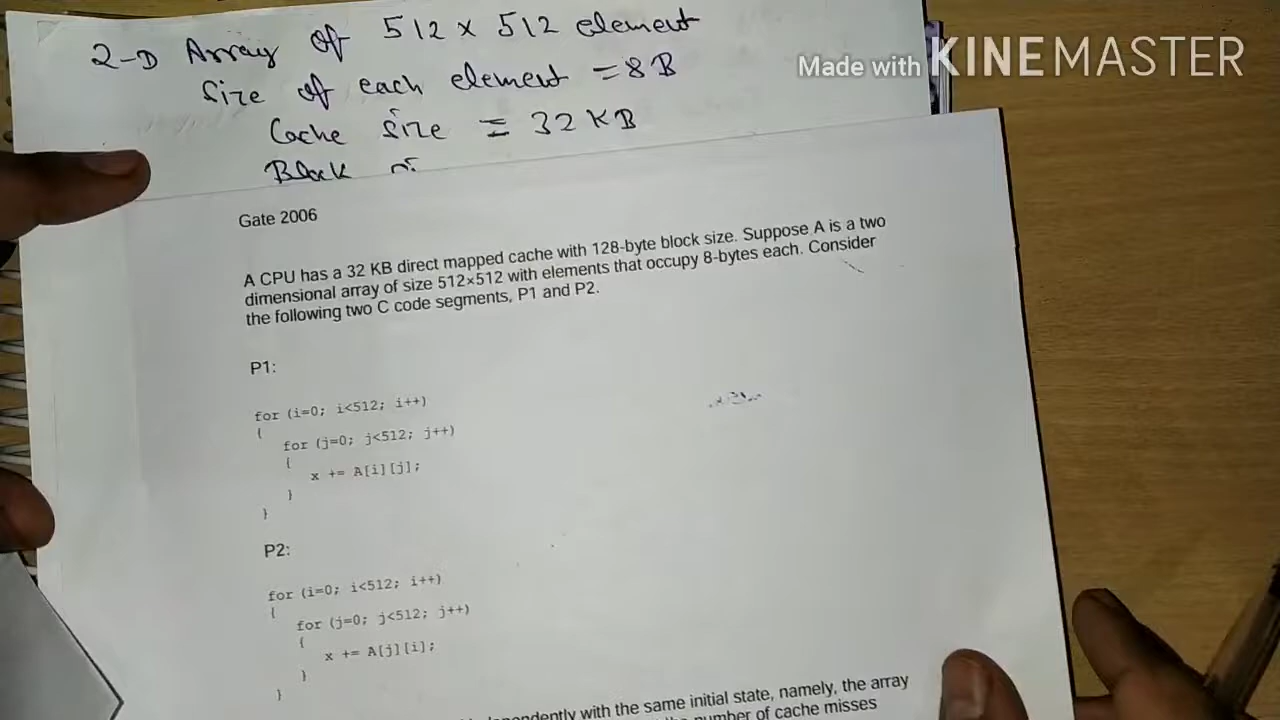 2-D Array of 512 x 512 element
Made with KINEMASTER
Size of each element = 8 B
Cache size = 32 KB
Block
Gate 2006
A CPU has a 32 KB direct mapped cache with 128-byte block size. Suppose A is a two
dimensional array of size 512×512 with elements that occupy 8-bytes each. Consider
the following two C code segments, P1 and P2.
P1:
for (i=0; i<512; i++)
{
for (j=0; j<512; j++)
{
x += A[i][j];
}
}
P2:
for (i=0; i<512; i++)
{
for (j=0; j<512; j++)
{
x += A[j][i];
}
}
with the same initial state, namely, the array
number of cache misses